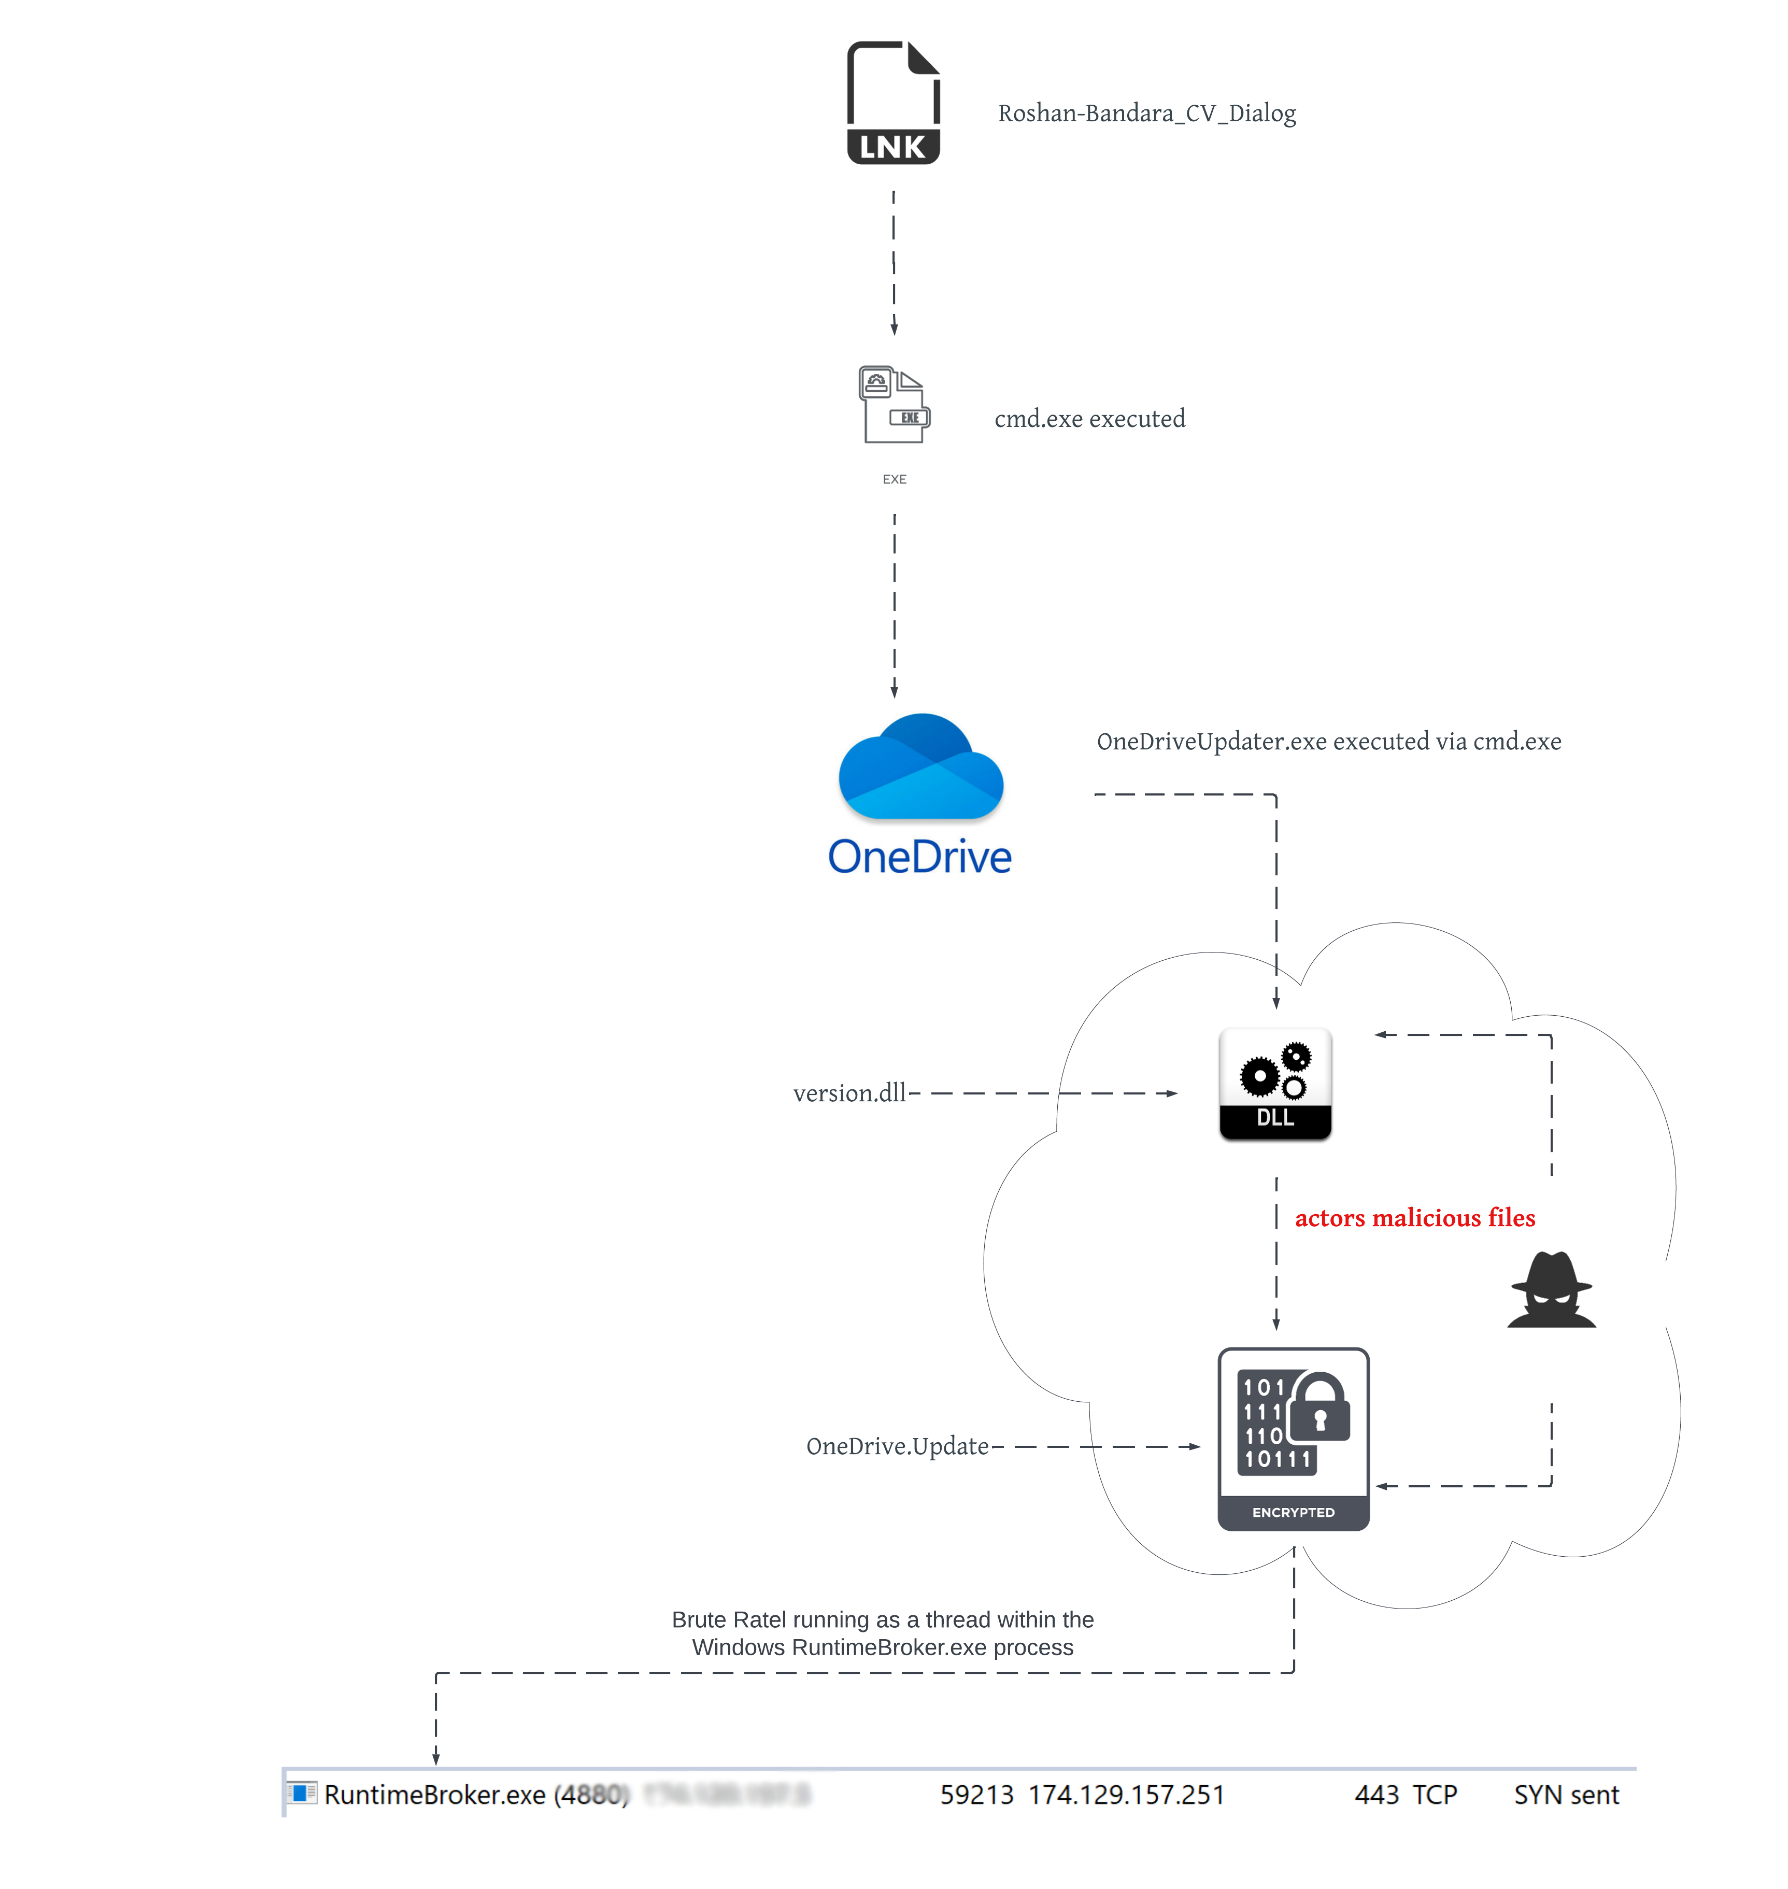 LNK
Roshan-Bandara_CV_Dialog
EXE
cmd.exe executed
EXE
OneDrive
OneDriveUpdater.exe executed via cmd.exe
version.dll
DLL
actors malicious files
101
111
110
10111
OneDrive.Update
ENCRYPTED
Brute Ratel running as a thread within the
Windows RuntimeBroker.exe process
RuntimeBroker.exe (4880) 59213 174.129.157.251 443 TCP SYN sent